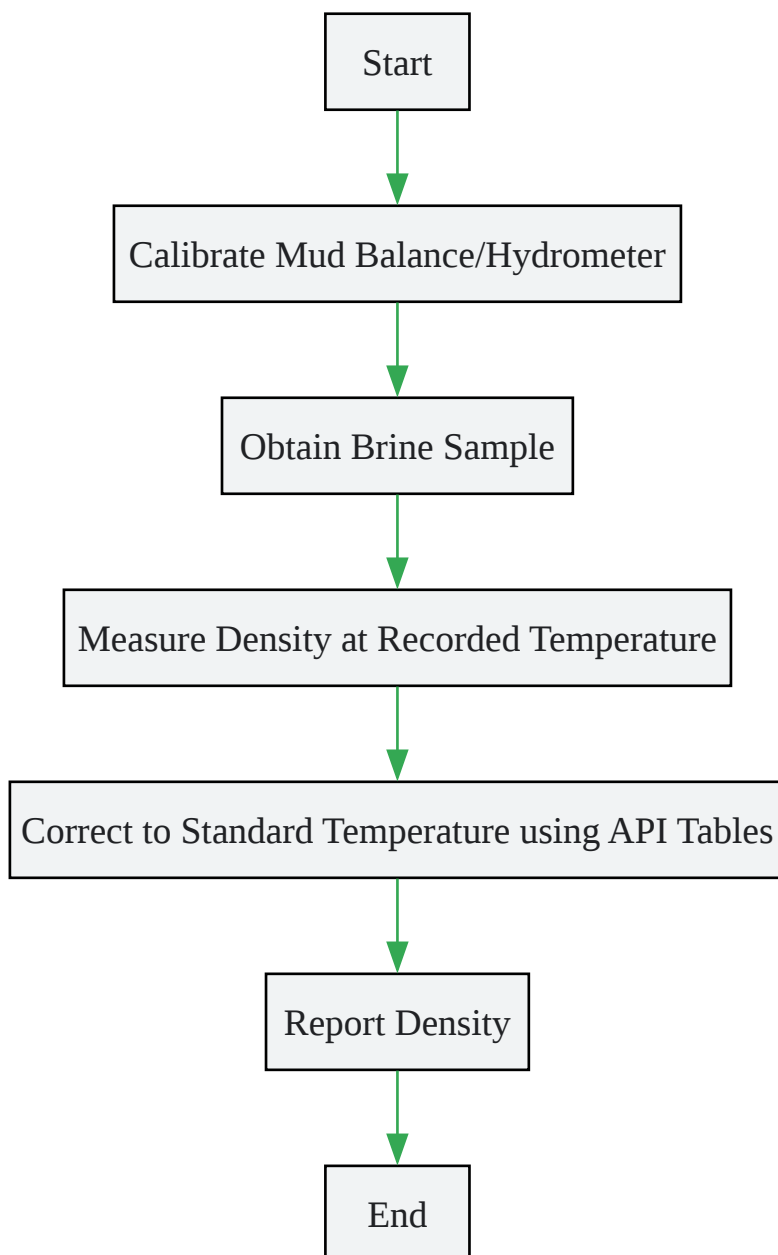 Start
Calibrate Mud Balance/Hydrometer
Obtain Brine Sample
Measure Density at Recorded Temperature
Correct to Standard Temperature using API Tables
Report Density
End